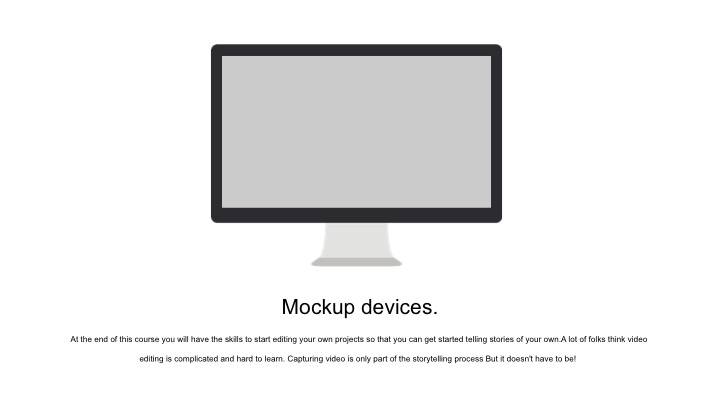 Mockup devices.
At the end of this course you will have the skills to start editing your own projects so that you can get started telling stories of your own.A lot of folks think video
editing is complicated and hard to learn. Capturing video is only part of the storytelling process But it doesn't have to be!